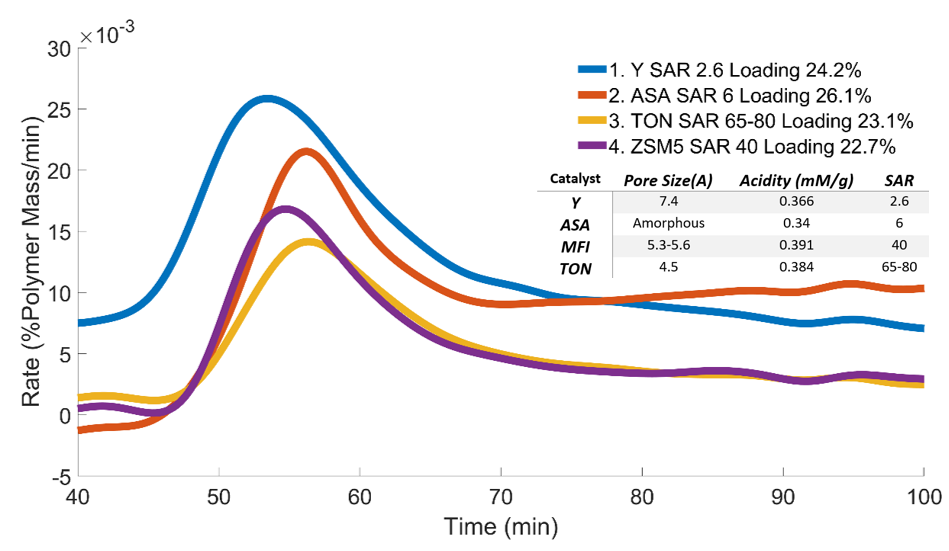 ×10⁻³
30
25
20
15
10
5
0
-5
Rate (%Polymer Mass/min)
40 50 60 70 80 90 100
Time (min)
1. Y SAR 2.6 Loading 24.2%
2. ASA SAR 6 Loading 26.1%
3. TON SAR 65-80 Loading 23.1%
4. ZSM5 SAR 40 Loading 22.7%
Catalyst Pore Size(A) Acidity (mM/g) SAR
Y 7.4 0.366 2.6
ASA Amorphous 0.34 6
MFI 5.3-5.6 0.391 40
TON 4.5 0.384 65-80